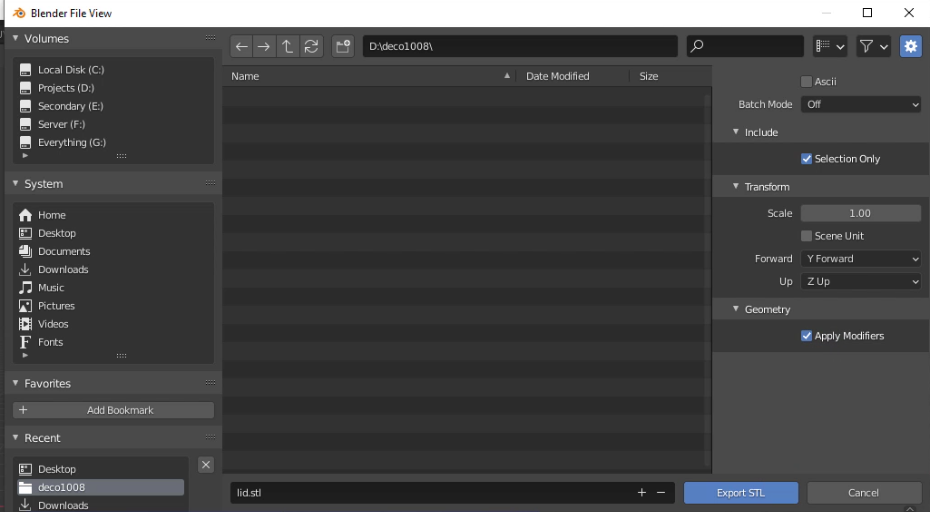 Blender File View
Volumes
Local Disk (C:)
Projects (D:)
Secondary (E:)
Server (F:)
Everything (G:)
System
Home
Desktop
Documents
Downloads
Music
Pictures
Videos
Fonts
Favorites
Add Bookmark
Recent
Desktop
deco1008
Downloads
D:\deco1008\
Name Date Modified Size
lid.stl
Export STL Cancel
Ascii
Batch Mode Off
Include
Selection Only
Transform
Scale 1.00
Scene Unit
Forward Y Forward
Up Z Up
Geometry
Apply Modifiers